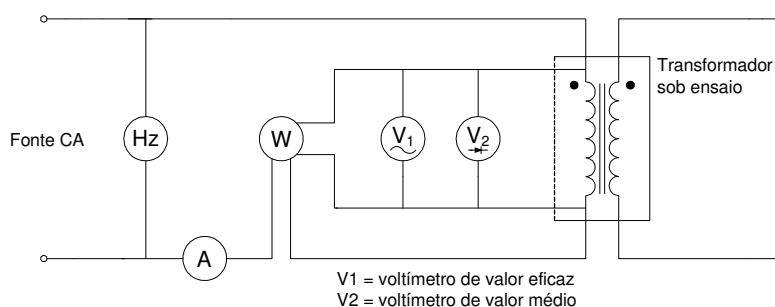 Transformador
sob ensaio
Fonte CA
Hz
W
V1
V2
A
V1 = voltímetro de valor eficaz
V2 = voltímetro de valor médio